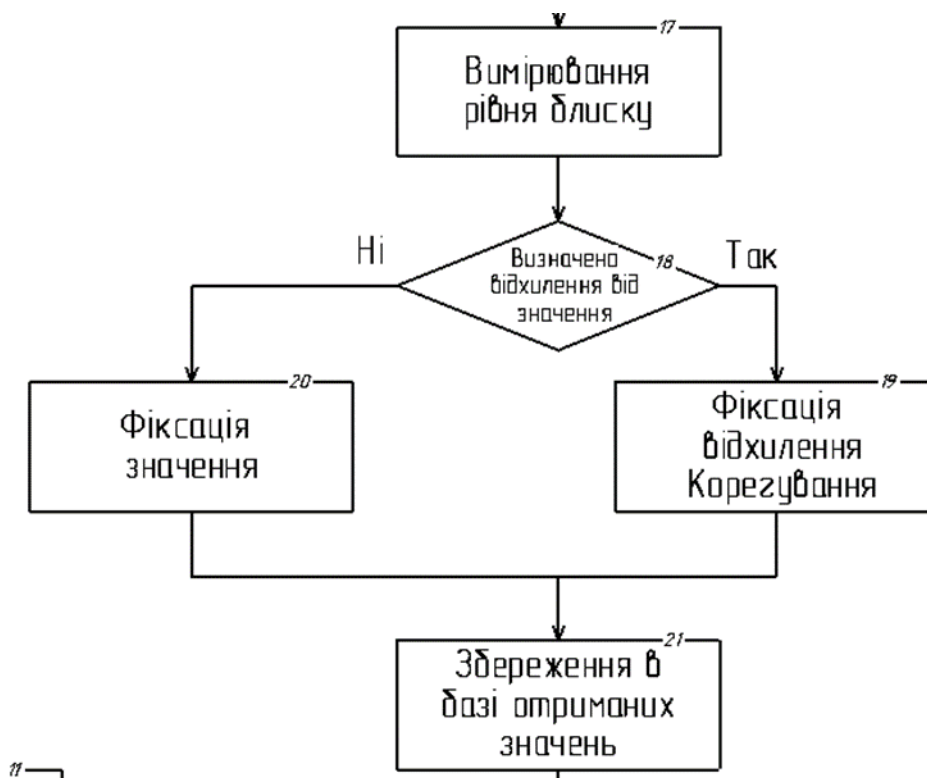 17
Вимірювання
рівня блиску
Ні
18
Так
Визначено
відхилення від
значення
20
Фіксація
значення
19
Фіксація
відхилення
Корегування
21
Збереження в
базі отриманих
значень
11